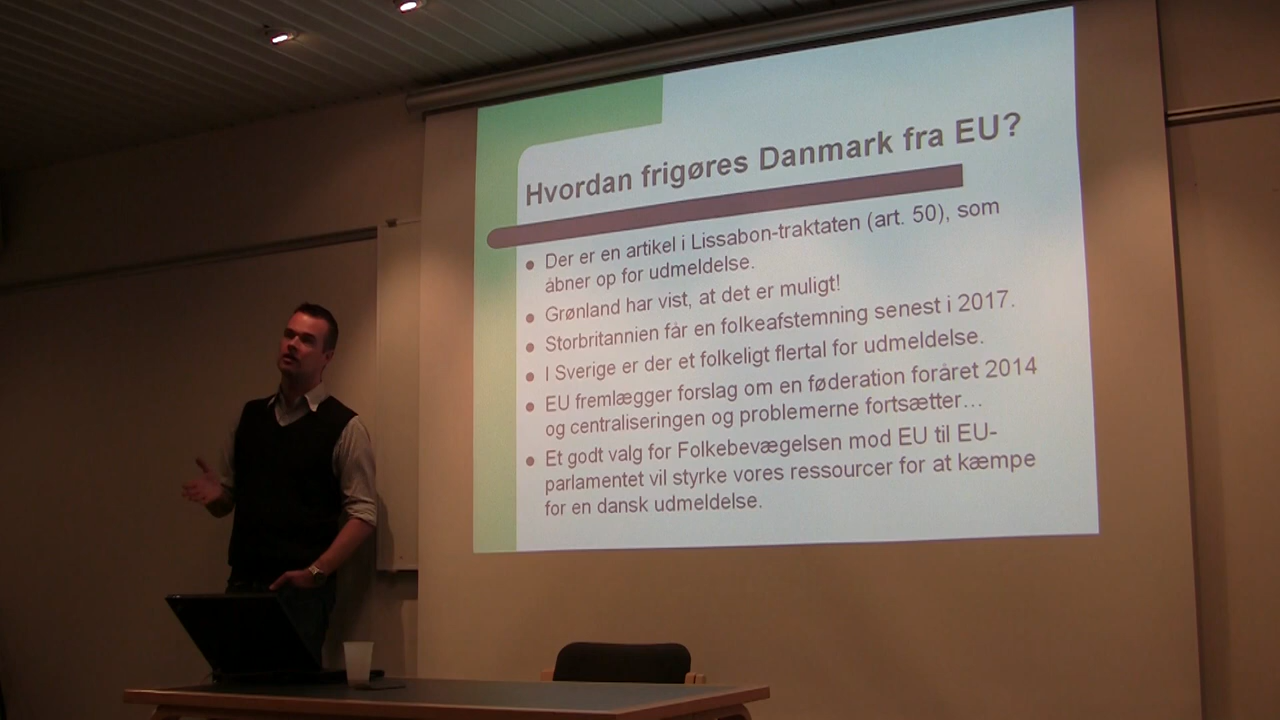 Hvordan frigøres Danmark fra EU?
Der er en artikel i Lissabon-traktaten (art. 50), som
åbner op for udmeldelse.
Grønland har vist, at det er muligt!
Storbritannien får en folkeafstemning senest i 2017.
I Sverige er der et folkeligt flertal for udmeldelse.
EU fremlægger forslag om en føderation foråret 2014
og centraliseringen og problemerne fortsætter…
Et godt valg for Folkebevægelsen mod EU til EU-
parlamentet vil styrke vores ressourcer for at kæmpe
for en dansk udmeldelse.